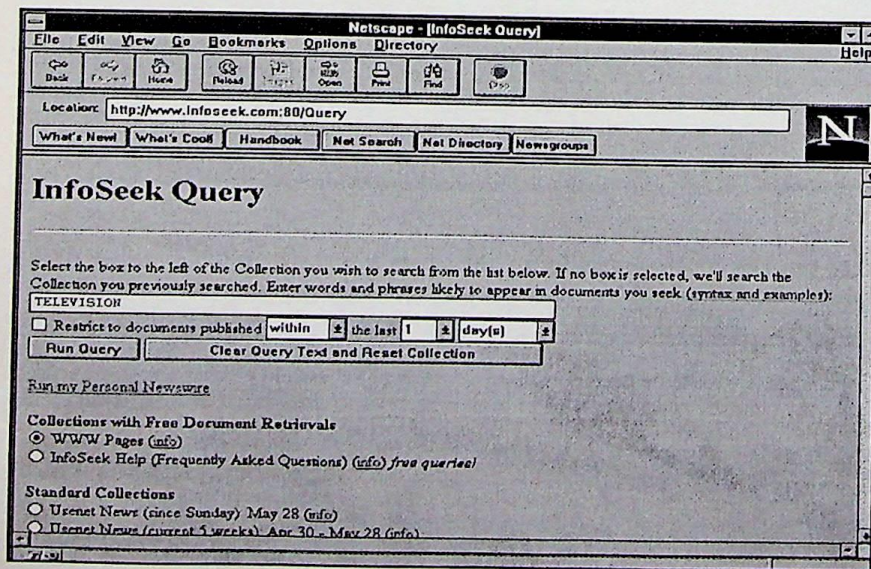 Netscape - [InfoSeek Query]
File Edit View Go Bookmarks Options Directory Help
Back Forward Home Reload Images Open Print Find Stop
Location: http://www.infoseek.com:80/Query
N
What's New! What's Cool! Handbook Net Search Net Directory Newsgroups
InfoSeek Query
Select the box to the left of the Collection you wish to search from the list below. If no box is selected, we'll search the
Collection you previously searched. Enter words and phrases likely to appear in documents you seek (syntax and examples):
TELEVISION
Restrict to documents published within the last 1 day(s)
Run Query Clear Query Text and Reset Collection
Run my Personal Newswire
Collections with Free Document Retrievals
WWW Pages (info)
InfoSeek Help (Frequently Asked Questions) (info) free queries!
Standard Collections
Usenet News (since Sunday) May 28 (info)
Usenet News (current 5 weeks): Apr 30 - May 28 (info)